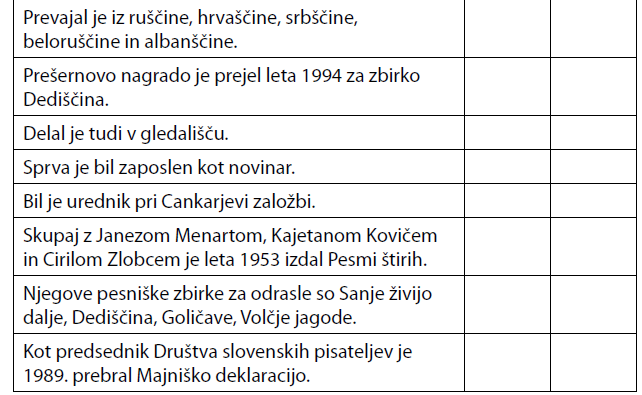 Prevajal je iz ruščine, hrvaščine, srbščine,
beloruščine in albanščine.
Prešernovo nagrado je prejel leta 1994 za zbirko
Dediščina.
Delal je tudi v gledališču.
Sprva je bil zaposlen kot novinar.
Bil je urednik pri Cankarjevi založbi.
Skupaj z Janezom Menartom, Kajetanom Kovičem
in Cirilom Zlobcem je leta 1953 izdal Pesmi štirih.
Njegove pesniške zbirke za odrasle so Sanje živijo
dalje, Dediščina, Goličave, Volčje jagode.
Kot predsednik Društva slovenskih pisateljev je
1989. prebral Majniško deklaracijo.